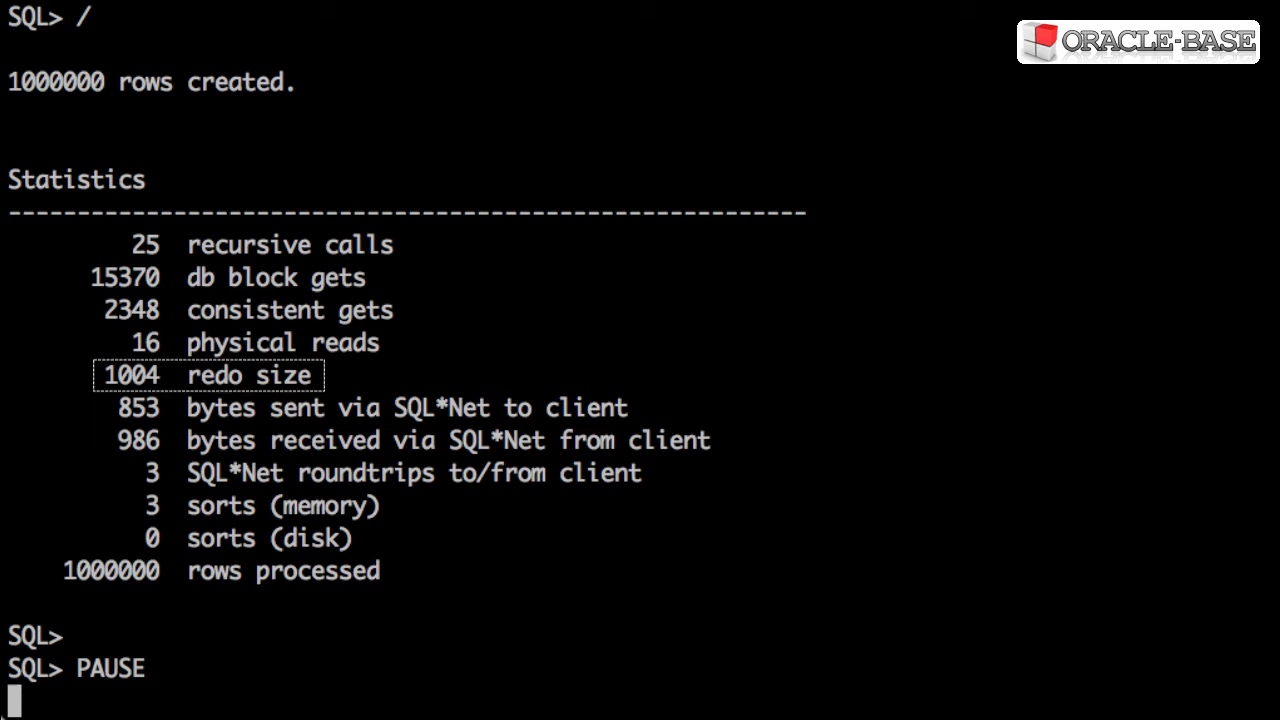 SQL> /
ORACLE-BASE
1000000 rows created.
Statistics
----------------------------------------------------------
25 recursive calls
15370 db block gets
2348 consistent gets
16 physical reads
1004 redo size
853 bytes sent via SQL*Net to client
986 bytes received via SQL*Net from client
3 SQL*Net roundtrips to/from client
3 sorts (memory)
0 sorts (disk)
1000000 rows processed
SQL>
SQL> PAUSE